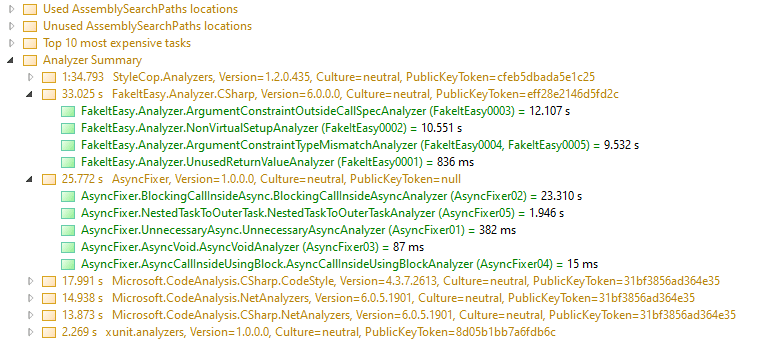 Used AssemblySearchPaths locations
Unused AssemblySearchPaths locations
Top 10 most expensive tasks
Analyzer Summary
1:34.793 StyleCop.Analyzers, Version=1.2.0.435, Culture=neutral, PublicKeyToken=cfeb5dbada5e1c25
33.025 s FakeItEasy.Analyzer.CSharp, Version=6.0.0.0, Culture=neutral, PublicKeyToken=eff28e2146d5fd2c
FakeItEasy.Analyzer.ArgumentConstraintOutsideCallSpecAnalyzer (FakeItEasy0003) = 12.107 s
FakeItEasy.Analyzer.NonVirtualSetupAnalyzer (FakeItEasy0002) = 10.551 s
FakeItEasy.Analyzer.ArgumentConstraintTypeMismatchAnalyzer (FakeItEasy0004, FakeItEasy0005) = 9.532 s
FakeItEasy.Analyzer.UnusedReturnValueAnalyzer (FakeItEasy0001) = 836 ms
25.772 s AsyncFixer, Version=1.0.0.0, Culture=neutral, PublicKeyToken=null
AsyncFixer.BlockingCallInsideAsync.BlockingCallInsideAsyncAnalyzer (AsyncFixer02) = 23.310 s
AsyncFixer.NestedTaskToOuterTask.NestedTaskToOuterTaskAnalyzer (AsyncFixer05) = 1.946 s
AsyncFixer.UnnecessaryAsync.UnnecessaryAsyncAnalyzer (AsyncFixer01) = 382 ms
AsyncFixer.AsyncVoid.AsyncVoidAnalyzer (AsyncFixer03) = 87 ms
AsyncFixer.AsyncCallInsideUsingBlock.AsyncCallInsideUsingBlockAnalyzer (AsyncFixer04) = 15 ms
17.991 s Microsoft.CodeAnalysis.CSharp.CodeStyle, Version=4.3.7.2613, Culture=neutral, PublicKeyToken=31bf3856ad364e35
14.938 s Microsoft.CodeAnalysis.NetAnalyzers, Version=6.0.5.1901, Culture=neutral, PublicKeyToken=31bf3856ad364e35
13.873 s Microsoft.CodeAnalysis.CSharp.NetAnalyzers, Version=6.0.5.1901, Culture=neutral, PublicKeyToken=31bf3856ad364e35
2.269 s xunit.analyzers, Version=1.0.0.0, Culture=neutral, PublicKeyToken=8d05b1bb7a6fdb6c